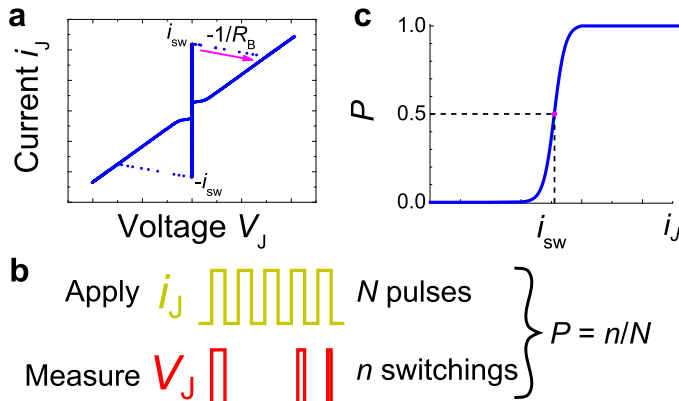 a
i_sw
-1/R_B
-i_sw
Current i_J
Voltage V_J
c
1.0
0.5
0.0
P
i_sw
i_J
b
Apply i_J N pulses
Measure V_J n switchings
P = n/N